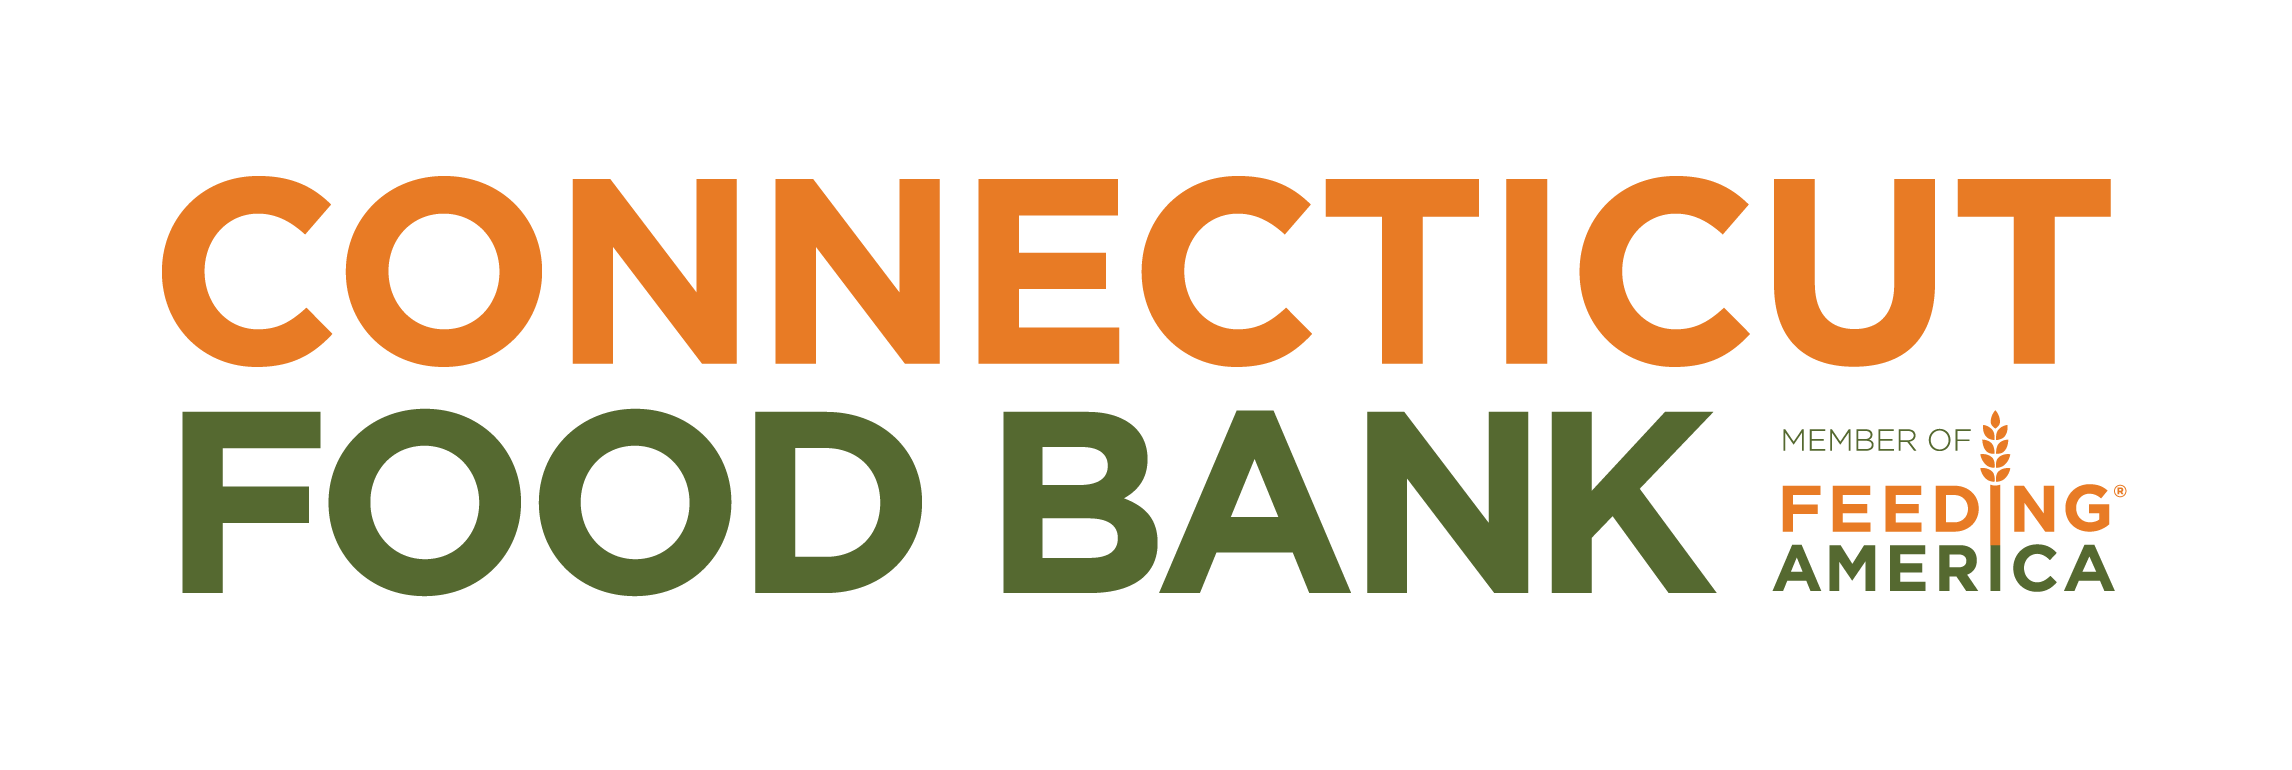 CONNECTICUT
FOOD BANK
MEMBER OF
FEEDING®
AMERICA